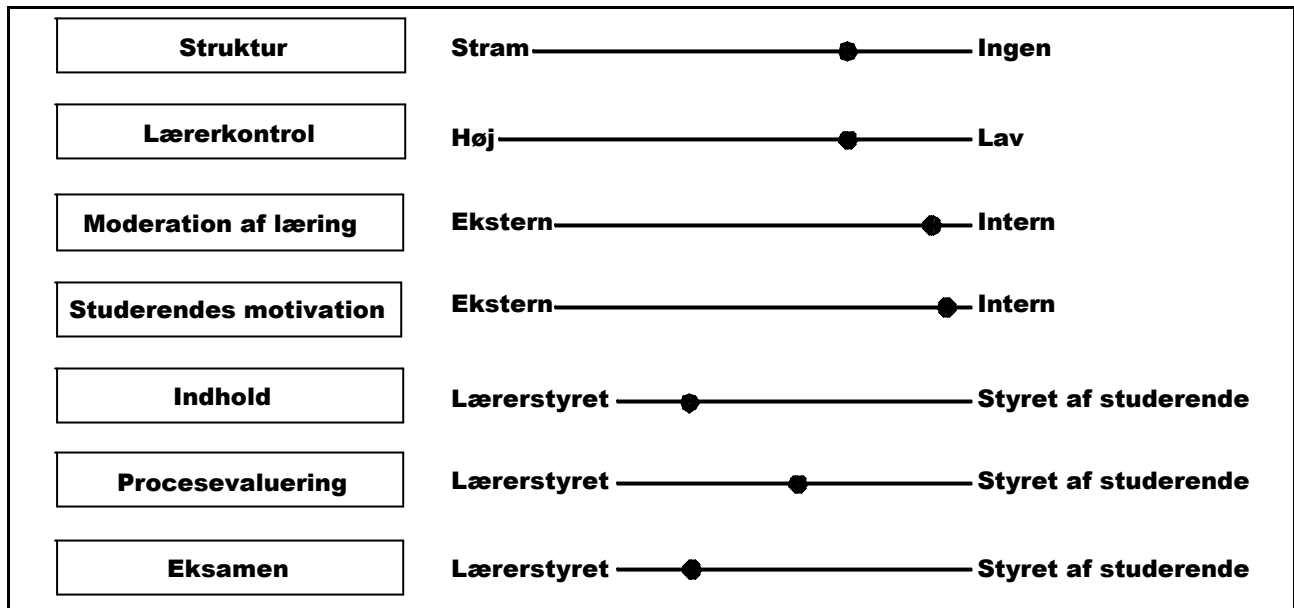 Struktur Stram Ingen
Lærerkontrol Høj Lav
Moderation af læring Ekstern Intern
Studerendes motivation Ekstern Intern
Indhold Lærerstyret Styret af studerende
Procesevaluering Lærerstyret Styret af studerende
Eksamen Lærerstyret Styret af studerende